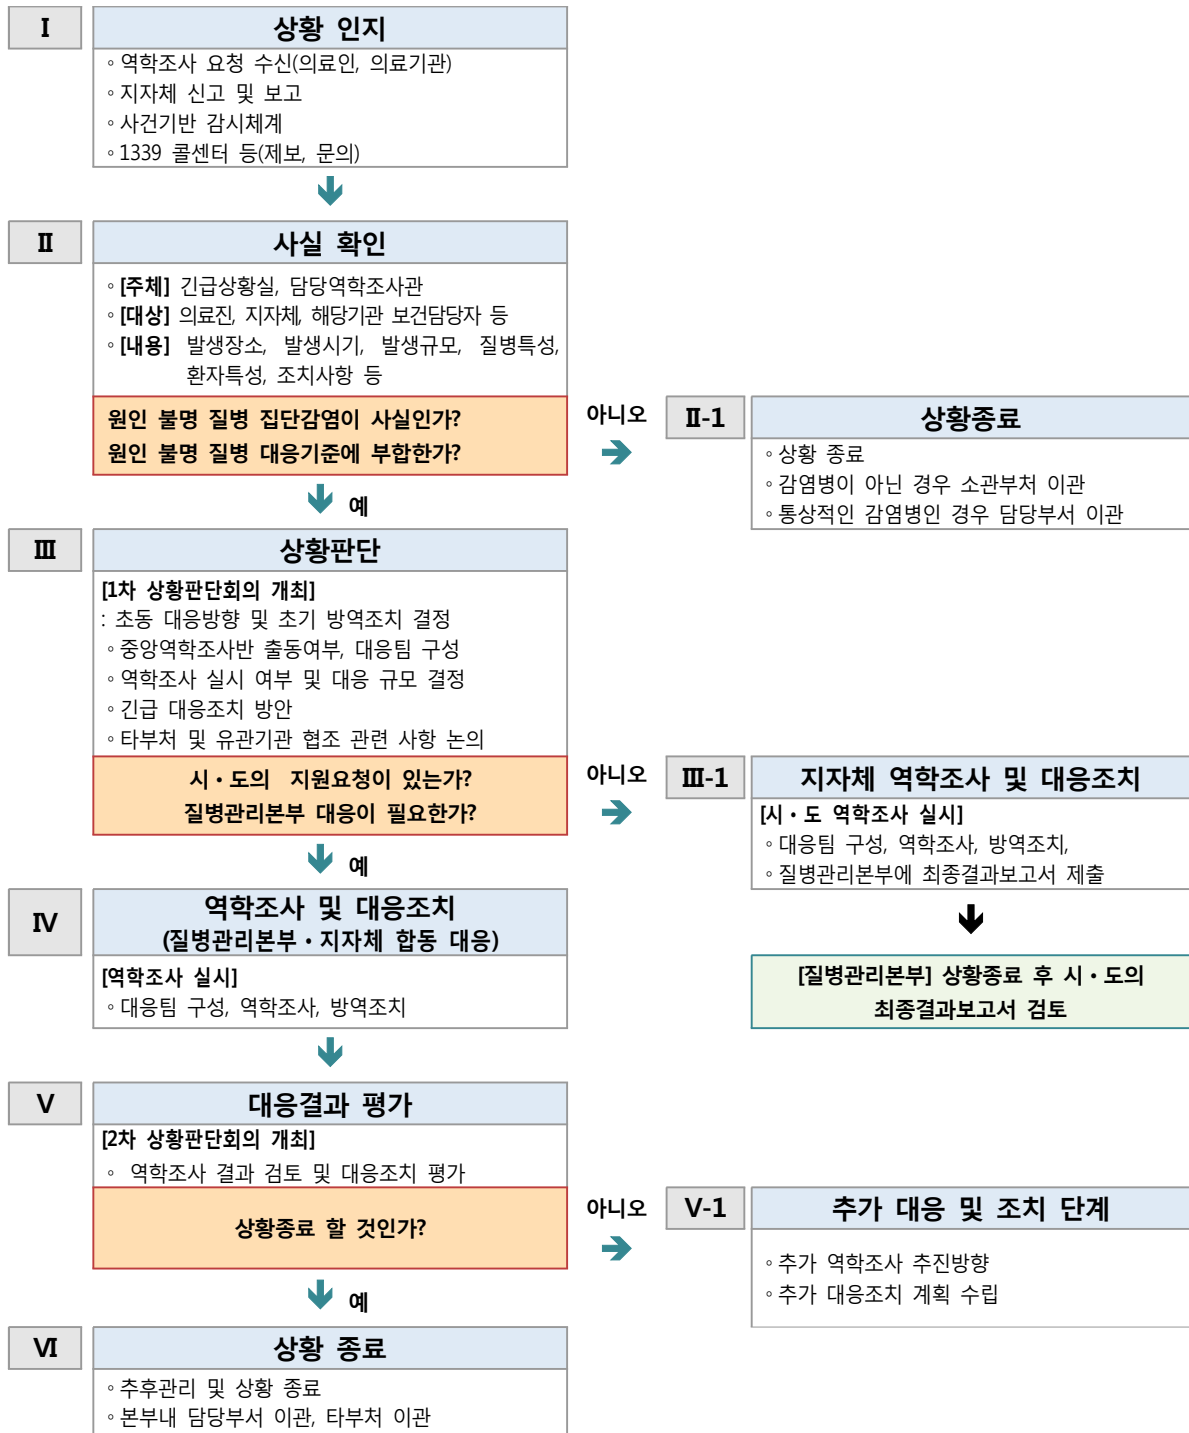 Ⅰ
상황 인지
◦역학조사 요청 수신(의료인, 의료기관)
◦지자체 신고 및 보고
◦사건기반 감시체계
◦1339 콜센터 등(제보, 문의)
Ⅱ
사실 확인
◦[주체] 긴급상황실, 담당역학조사관
◦[대상] 의료진, 지자체, 해당기관 보건담당자 등
◦[내용] 발생장소, 발생시기, 발생규모, 질병특성,
환자특성, 조치사항 등
원인 불명 질병 집단감염이 사실인가?
원인 불명 질병 대응기준에 부합한가?
아니오
Ⅱ-1
상황종료
◦상황 종료
◦감염병이 아닌 경우 소관부처 이관
◦통상적인 감염병인 경우 담당부서 이관
예
Ⅲ
상황판단
[1차 상황판단회의 개최]
: 초동 대응방향 및 초기 방역조치 결정
◦중앙역학조사반 출동여부, 대응팀 구성
◦역학조사 실시 여부 및 대응 규모 결정
◦긴급 대응조치 방안
◦타부처 및 유관기관 협조 관련 사항 논의
시・도의 지원요청이 있는가?
질병관리본부 대응이 필요한가?
아니오
Ⅲ-1
지자체 역학조사 및 대응조치
[시・도 역학조사 실시]
◦대응팀 구성, 역학조사, 방역조치,
◦질병관리본부에 최종결과보고서 제출
[질병관리본부] 상황종료 후 시・도의
최종결과보고서 검토
예
Ⅳ
역학조사 및 대응조치
(질병관리본부・지자체 합동 대응)
[역학조사 실시]
◦대응팀 구성, 역학조사, 방역조치
Ⅴ
대응결과 평가
[2차 상황판단회의 개최]
◦ 역학조사 결과 검토 및 대응조치 평가
상황종료 할 것인가?
아니오
Ⅴ-1
추가 대응 및 조치 단계
◦추가 역학조사 추진방향
◦추가 대응조치 계획 수립
예
Ⅵ
상황 종료
◦추후관리 및 상황 종료
◦본부내 담당부서 이관, 타부처 이관